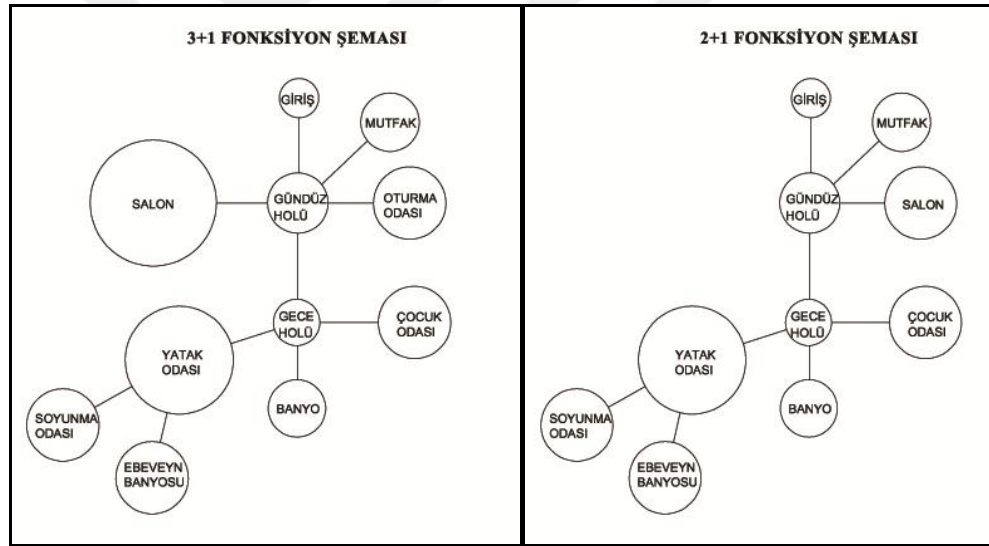 3+1 FONKSİYON ŞEMASI
GİRİŞ
MUTFAK
SALON
GÜNDÜZ
HOLÜ
OTURMA
ODASI
GECE
HOLÜ
ÇOCUK
ODASI
YATAK
ODASI
BANYO
SOYUNMA
ODASI
EBEVEYN
BANYOSU
2+1 FONKSİYON ŞEMASI
GİRİŞ
MUTFAK
GÜNDÜZ
HOLÜ
SALON
GECE
HOLÜ
ÇOCUK
ODASI
YATAK
ODASI
BANYO
SOYUNMA
ODASI
EBEVEYN
BANYOSU